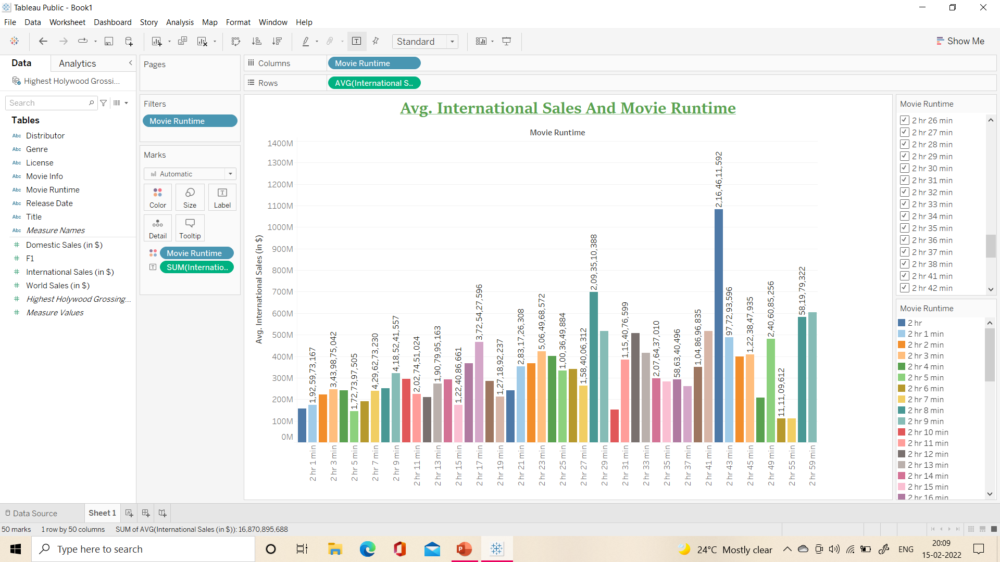 Tableau Public - Book1
File Data Worksheet Dashboard Story Analysis Map Format Window Help
Standard
Show Me
Data
Analytics
Highest Holywood Grossi...
Search
Tables
Abc Distributor
Abc Genre
Abc License
Abc Movie Info
Abc Movie Runtime
Abc Release Date
Abc Title
Abc Measure Names
# Domestic Sales (in $)
# F1
# International Sales (in $)
# World Sales (in $)
# Highest Holywood Grossing...
# Measure Values
Pages
Filters
Movie Runtime
Marks
Automatic
Color
Size
T
Label
Detail
Tooltip
Movie Runtime
T SUM(Internatio..
Columns
Movie Runtime
Rows
AVG(International S..
Avg. International Sales And Movie Runtime
Movie Runtime
Avg. International Sales (in $)
1400M
1300M
1200M
1100M
1000M
900M
800M
700M
600M
500M
400M
300M
200M
100M
0M
1,92,59,73,167
3,43,98,75,042
1,72,73,97,505
4,29,62,73,230
4,18,52,41,557
2,02,74,51,024
1,90,79,95,163
1,22,40,86,661
3,72,54,27,596
1,27,18,92,237
2,83,17,26,308
5,06,49,68,572
1,00,36,49,884
1,58,40,06,312
2,09,35,10,388
1,15,40,76,599
2,07,64,37,010
58,63,40,496
1,04,86,96,835
2,16,46,11,592
97,72,93,596
1,22,38,47,935
2,40,60,85,256
11,11,09,612
58,19,79,322
2 hr 1 min
2 hr 3 min
2 hr 5 min
2 hr 7 min
2 hr 9 min
2 hr 11 min
2 hr 13 min
2 hr 15 min
2 hr 17 min
2 hr 19 min
2 hr 21 min
2 hr 23 min
2 hr 25 min
2 hr 27 min
2 hr 29 min
2 hr 31 min
2 hr 33 min
2 hr 35 min
2 hr 37 min
2 hr 41 min
2 hr 43 min
2 hr 45 min
2 hr 49 min
2 hr 55 min
2 hr 59 min
Movie Runtime
2 hr 26 min
2 hr 27 min
2 hr 28 min
2 hr 29 min
2 hr 30 min
2 hr 31 min
2 hr 32 min
2 hr 33 min
2 hr 34 min
2 hr 35 min
2 hr 36 min
2 hr 37 min
2 hr 38 min
2 hr 41 min
2 hr 42 min
Movie Runtime
2 hr
2 hr 1 min
2 hr 2 min
2 hr 3 min
2 hr 4 min
2 hr 5 min
2 hr 6 min
2 hr 7 min
2 hr 8 min
2 hr 9 min
2 hr 10 min
2 hr 11 min
2 hr 12 min
2 hr 13 min
2 hr 14 min
2 hr 15 min
2 hr 16 min
Data Source
Sheet 1
50 marks 1 row by 50 columns SUM of AVG(International Sales (in $)): 16,870,895,688
Type here to search
24°C Mostly clear
ENG
20:09
15-02-2022